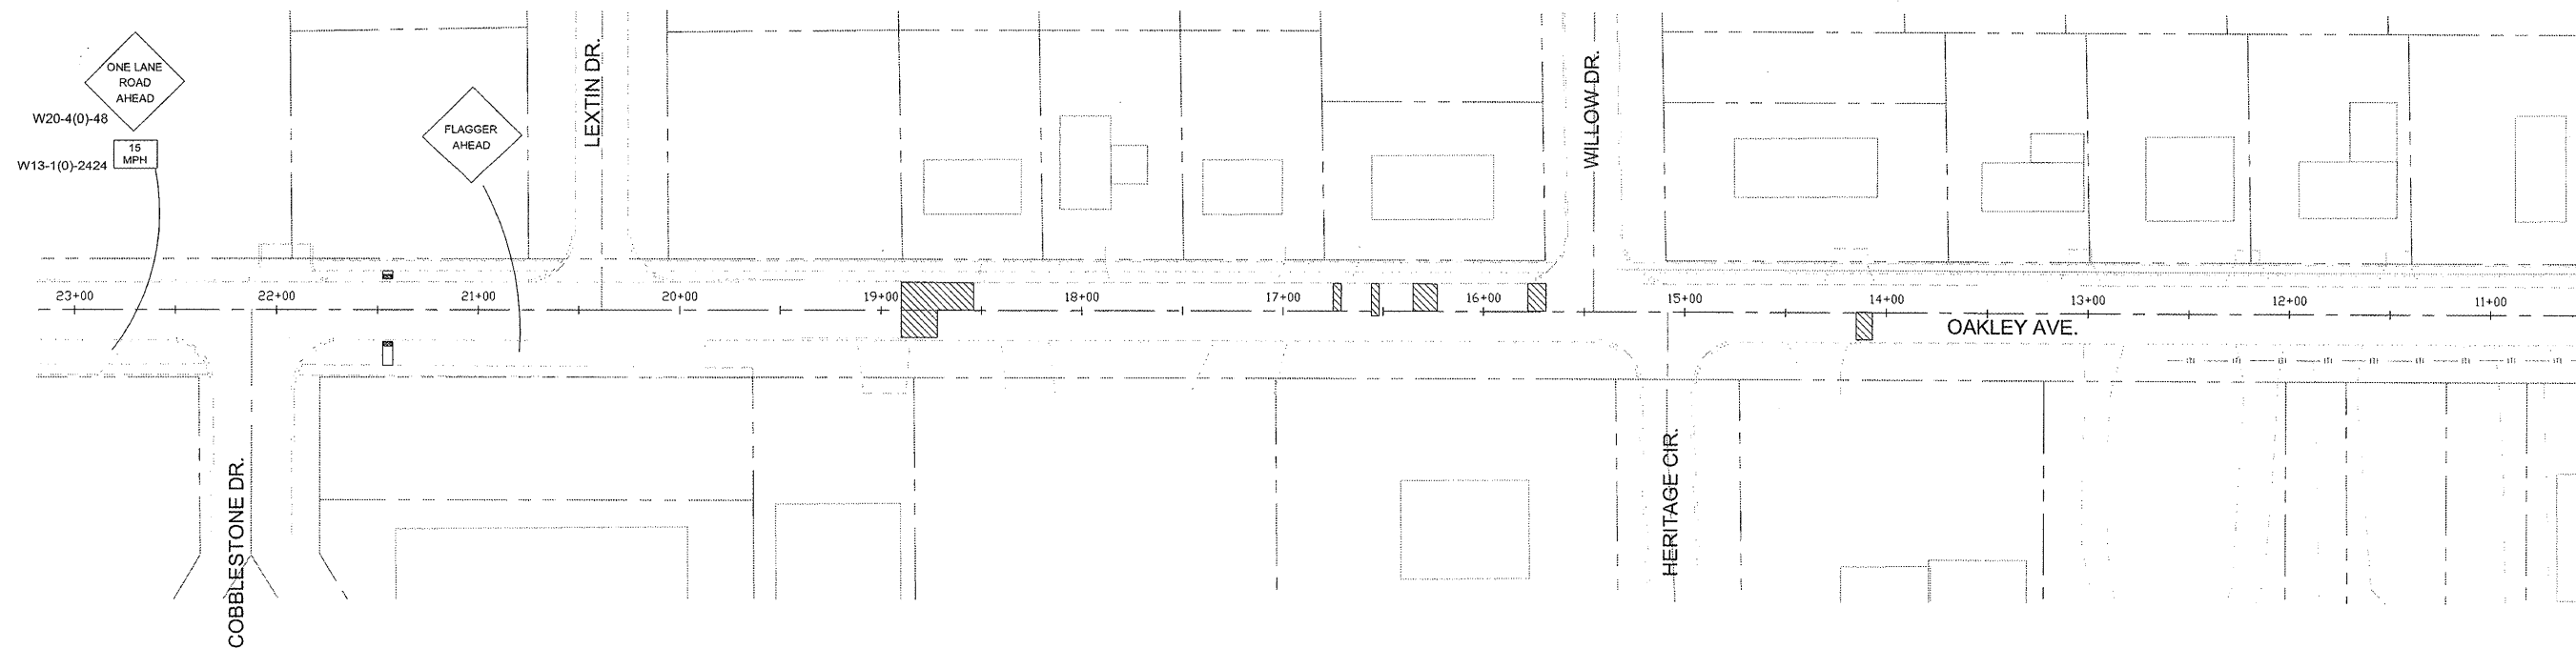 ONE LANE
ROAD
AHEAD
W20-4(0)-48
15
MPH
W13-1(0)-2424
FLAGGER
AHEAD
LEXTIN DR.
WILLOW DR.
23+00
22+00
21+00
20+00
19+00
18+00
17+00
16+00
15+00
14+00
13+00
12+00
11+00
OAKLEY AVE.
COBBLESTONE DR.
HERITAGE CIR.